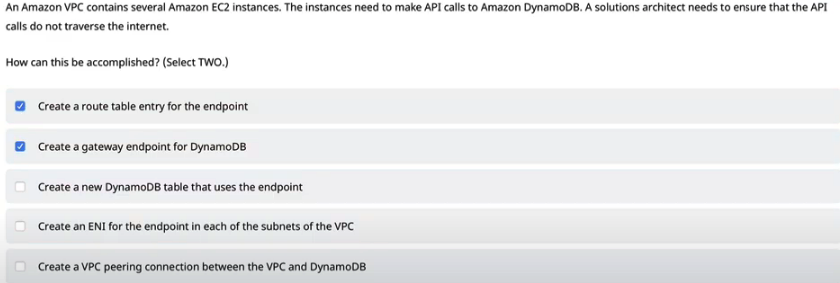 An Amazon VPC contains several Amazon EC2 instances. The instances need to make API calls to Amazon DynamoDB. A solutions architect needs to ensure that the API
calls do not traverse the internet.
How can this be accomplished? (Select TWO.)
Create a route table entry for the endpoint
Create a gateway endpoint for DynamoDB
Create a new DynamoDB table that uses the endpoint
Create an ENI for the endpoint in each of the subnets of the VPC
Create a VPC peering connection between the VPC and DynamoDB